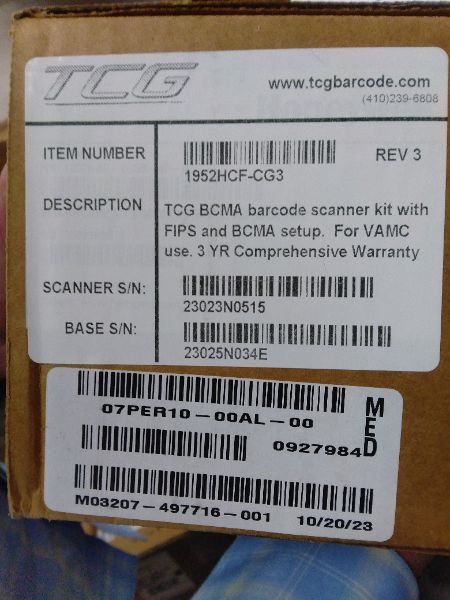 TCG
www.tcgbarcode.com
(410)239-6808
ITEM NUMBER
1952HCF-CG3
REV 3
DESCRIPTION
TCG BCMA barcode scanner kit with
FIPS and BCMA setup. For VAMC
use. 3 YR Comprehensive Warranty
SCANNER S/N:
23023N0515
BASE S/N:
23025N034E
07PER10-00AL-00
MED
0927984
M03207-497716-001 10/20/23